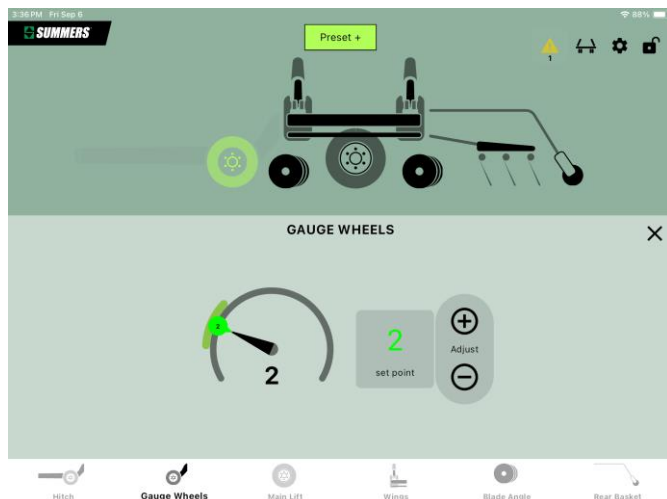 3:36 PM Fri Sep 6
88%
SUMMERS
Preset +
1
GAUGE WHEELS
2
2
2
set point
Adjust
Hitch
Gauge Wheels
Main Lift
Wings
Blade Angle
Rear Basket